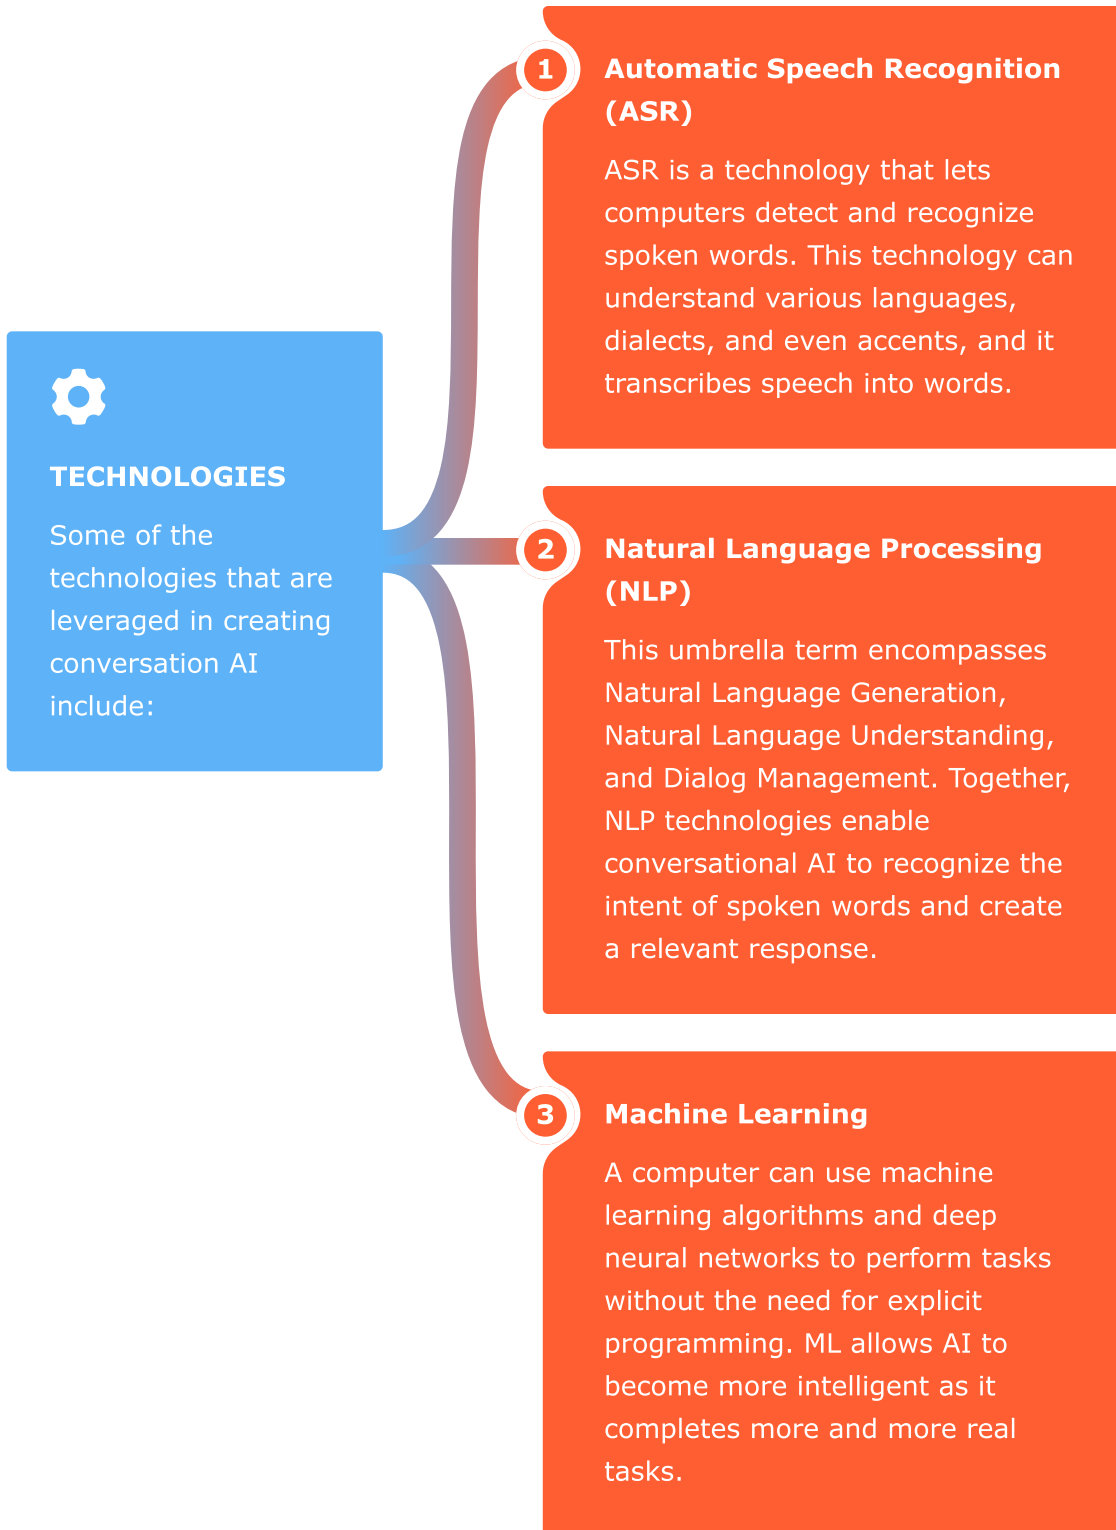 TECHNOLOGIES
Some of the
technologies that are
leveraged in creating
conversation AI
include:
1
Automatic Speech Recognition
(ASR)
ASR is a technology that lets
computers detect and recognize
spoken words. This technology can
understand various languages,
dialects, and even accents, and it
transcribes speech into words.
2
Natural Language Processing
(NLP)
This umbrella term encompasses
Natural Language Generation,
Natural Language Understanding,
and Dialog Management. Together,
NLP technologies enable
conversational AI to recognize the
intent of spoken words and create
a relevant response.
3
Machine Learning
A computer can use machine
learning algorithms and deep
neural networks to perform tasks
without the need for explicit
programming. ML allows AI to
become more intelligent as it
completes more and more real
tasks.